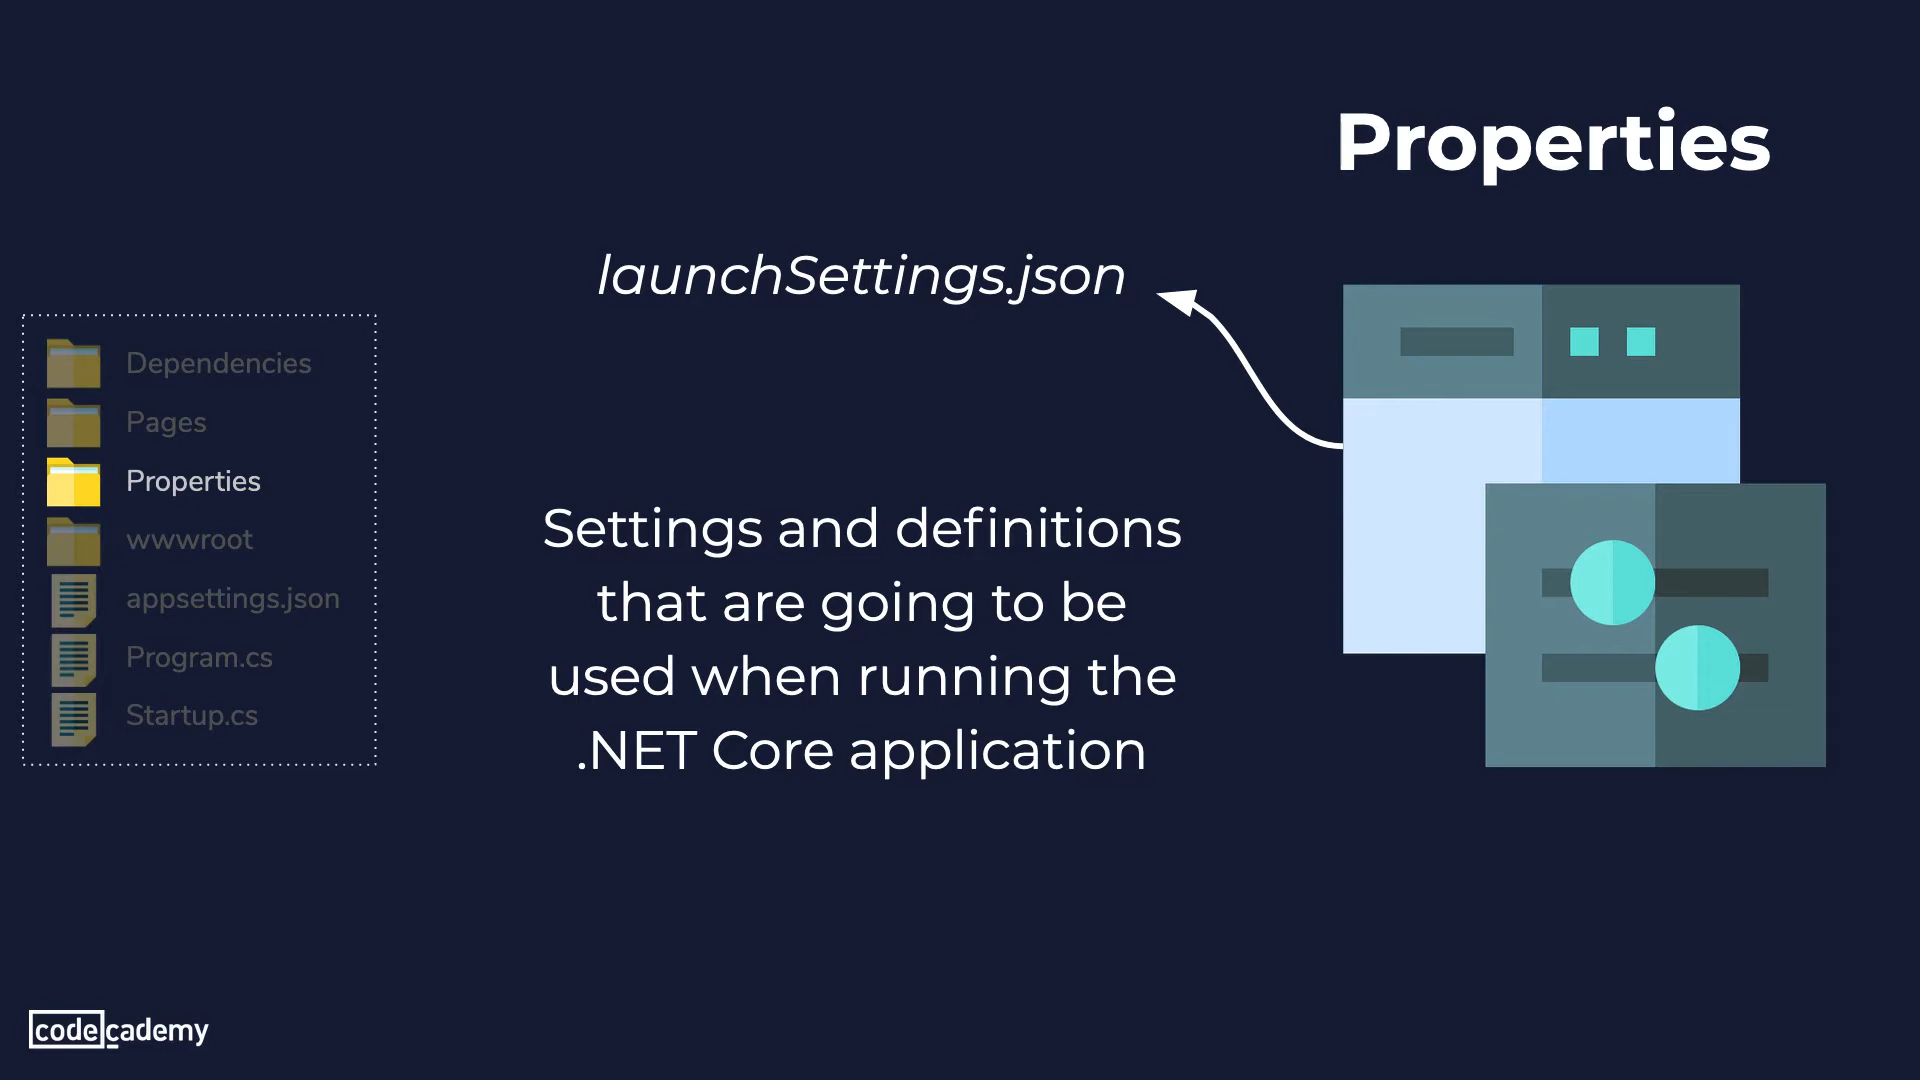 Properties
launchSettings.json
Dependencies
Pages
Properties
wwwroot
appsettings.json
Program.cs
Startup.cs
Settings and definitions
that are going to be
used when running the
.NET Core application
codecademy